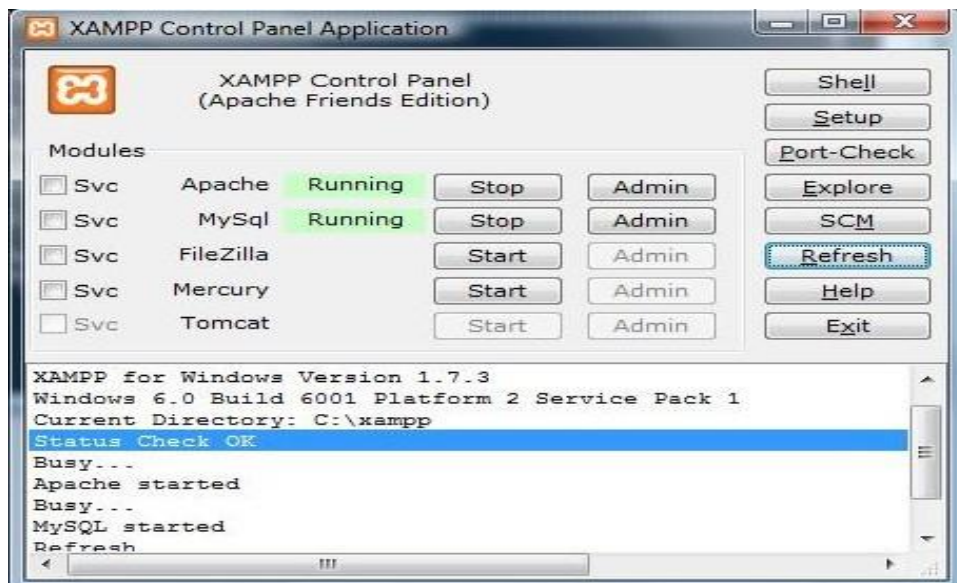 XAMPP Control Panel Application
XAMPP Control Panel
(Apache Friends Edition)
Shell
Setup
Port-Check
Explore
SCM
Refresh
Help
Exit
Modules
Svc Apache Running Stop Admin
Svc MySql Running Stop Admin
Svc FileZilla Start Admin
Svc Mercury Start Admin
Svc Tomcat Start Admin
XAMPP for Windows Version 1.7.3
Windows 6.0 Build 6001 Platform 2 Service Pack 1
Current Directory: C:\xampp
Status Check OK
Busy...
Apache started
Busy...
MySQL started
Refresh